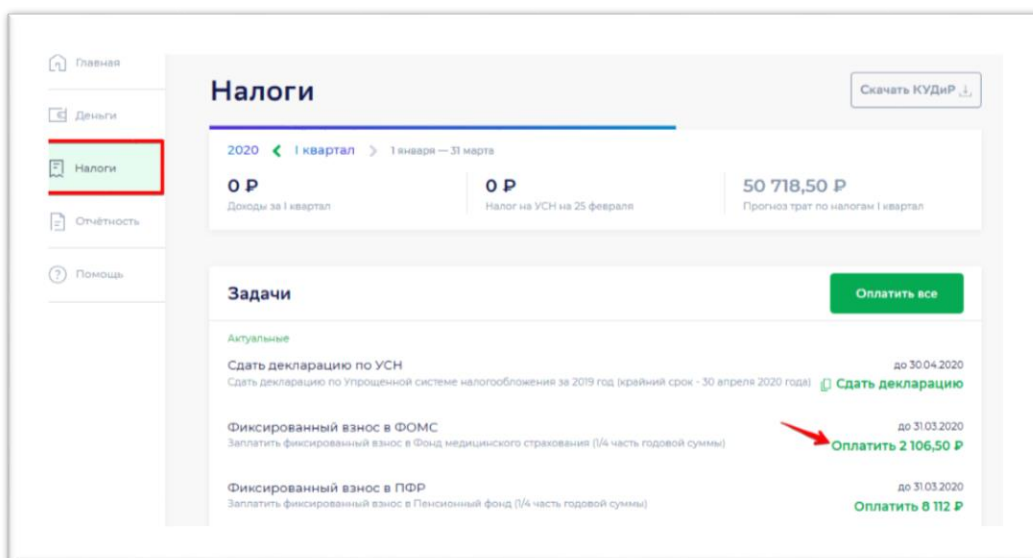 Главная
Деньги
Налоги
Отчётность
Помощь
Налоги
Скачать КУДиР
2020 I квартал 1 января — 31 марта
0 ₽ 0 ₽ 50 718,50 ₽
Доходы за I квартал Налог на УСН на 25 февраля Прогноз трат по налогам I квартал
Задачи
Оплатить все
Актуальные
Сдать декларацию по УСН до 30.04.2020
Сдать декларацию по Упрощенной системе налогообложения за 2019 год (крайний срок - 30 апреля 2020 года) Сдать декларацию
Фиксированный взнос в ФОМС до 31.03.2020
Заплатить фиксированный взнос в Фонд медицинского страхования (1/4 часть годовой суммы) Оплатить 2 106,50 ₽
Фиксированный взнос в ПФР до 31.03.2020
Заплатить фиксированный взнос в Пенсионный фонд (1/4 часть годовой суммы) Оплатить 8 112 ₽